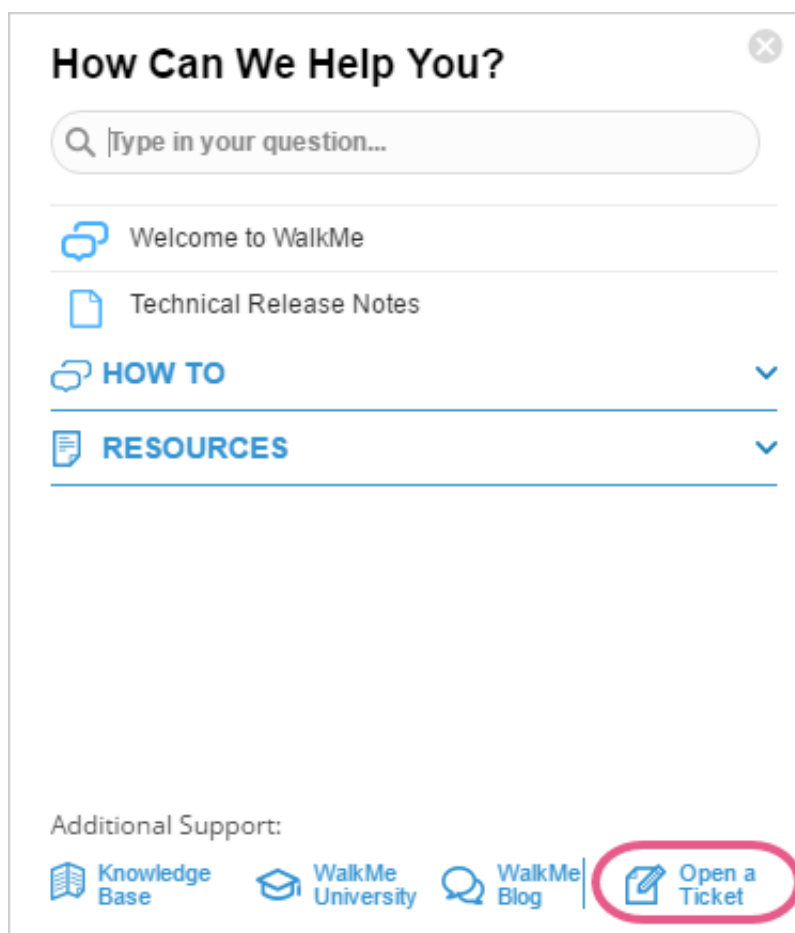 How Can We Help You?
Type in your question...
Welcome to WalkMe
Technical Release Notes
HOW TO
RESOURCES
Additional Support:
Knowledge
Base
WalkMe
University
WalkMe
Blog
Open a
Ticket